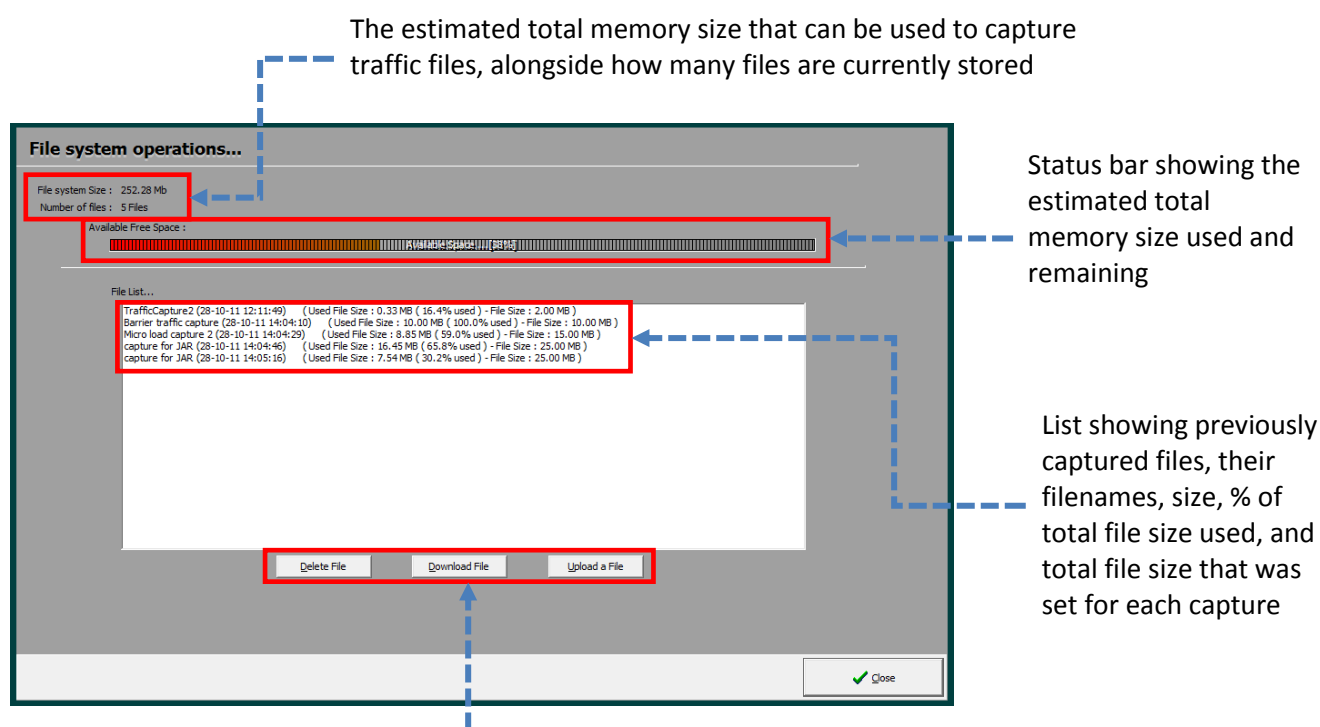 The estimated total memory size that can be used to capture
traffic files, alongside how many files are currently stored
File system operations...
File system Size : 252.28 Mb
Number of files : 5 Files
Available Free Space :
Available Space ...[38%]
Status bar showing the
estimated total
memory size used and
remaining
File List...
TrafficCapture2 (28-10-11 12:11:49) ( Used File Size : 0.33 MB ( 16.4% used ) - File Size : 2.00 MB )
Barrier traffic capture (28-10-11 14:04:10) ( Used File Size : 10.00 MB ( 100.0% used ) - File Size : 10.00 MB )
Micro load capture 2 (28-10-11 14:04:29) ( Used File Size : 8.85 MB ( 59.0% used ) - File Size : 15.00 MB )
capture for JAR (28-10-11 14:04:46) ( Used File Size : 16.45 MB ( 65.8% used ) - File Size : 25.00 MB )
capture for JAR (28-10-11 14:05:16) ( Used File Size : 7.54 MB ( 30.2% used ) - File Size : 25.00 MB )
List showing previously
captured files, their
filenames, size, % of
total file size used, and
total file size that was
set for each capture
Delete File Download File Upload a File
Close